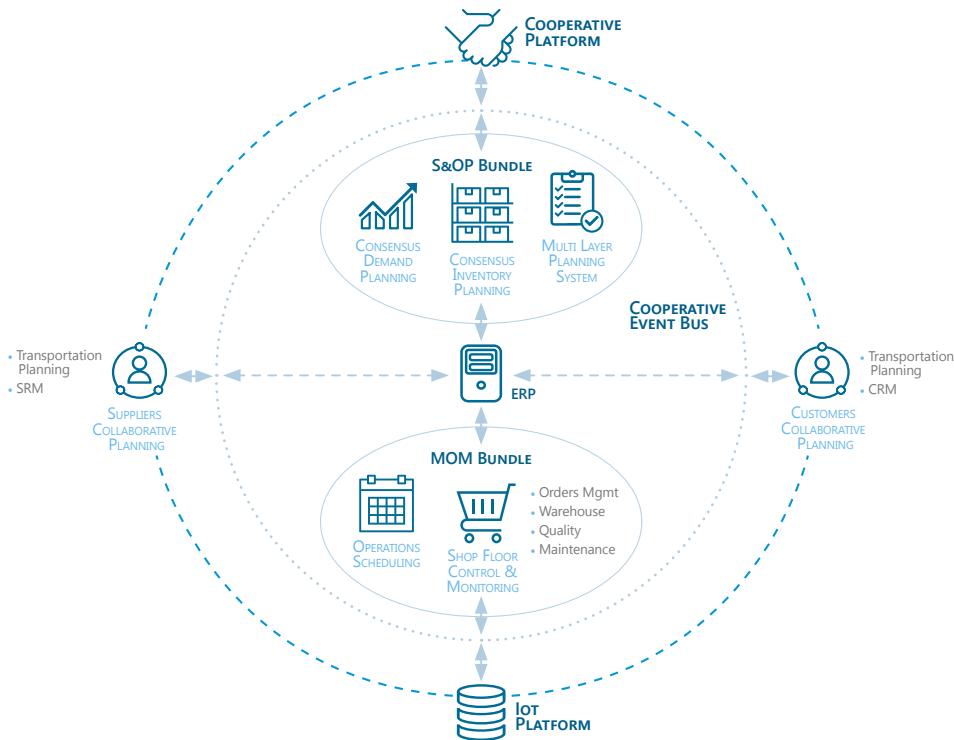 Cooperative
Platform
S&OP Bundle
Consensus
Demand
Planning
Consensus
Inventory
Planning
Multi Layer
Planning
System
Cooperative
Event Bus
• Transportation
Planning
• SRM
Suppliers
Collaborative
Planning
ERP
• Transportation
Planning
• CRM
Customers
Collaborative
Planning
MOM Bundle
Operations
Scheduling
Shop Floor
Control &
Monitoring
• Orders Mgmt
• Warehouse
• Quality
• Maintenance
Iot
Platform